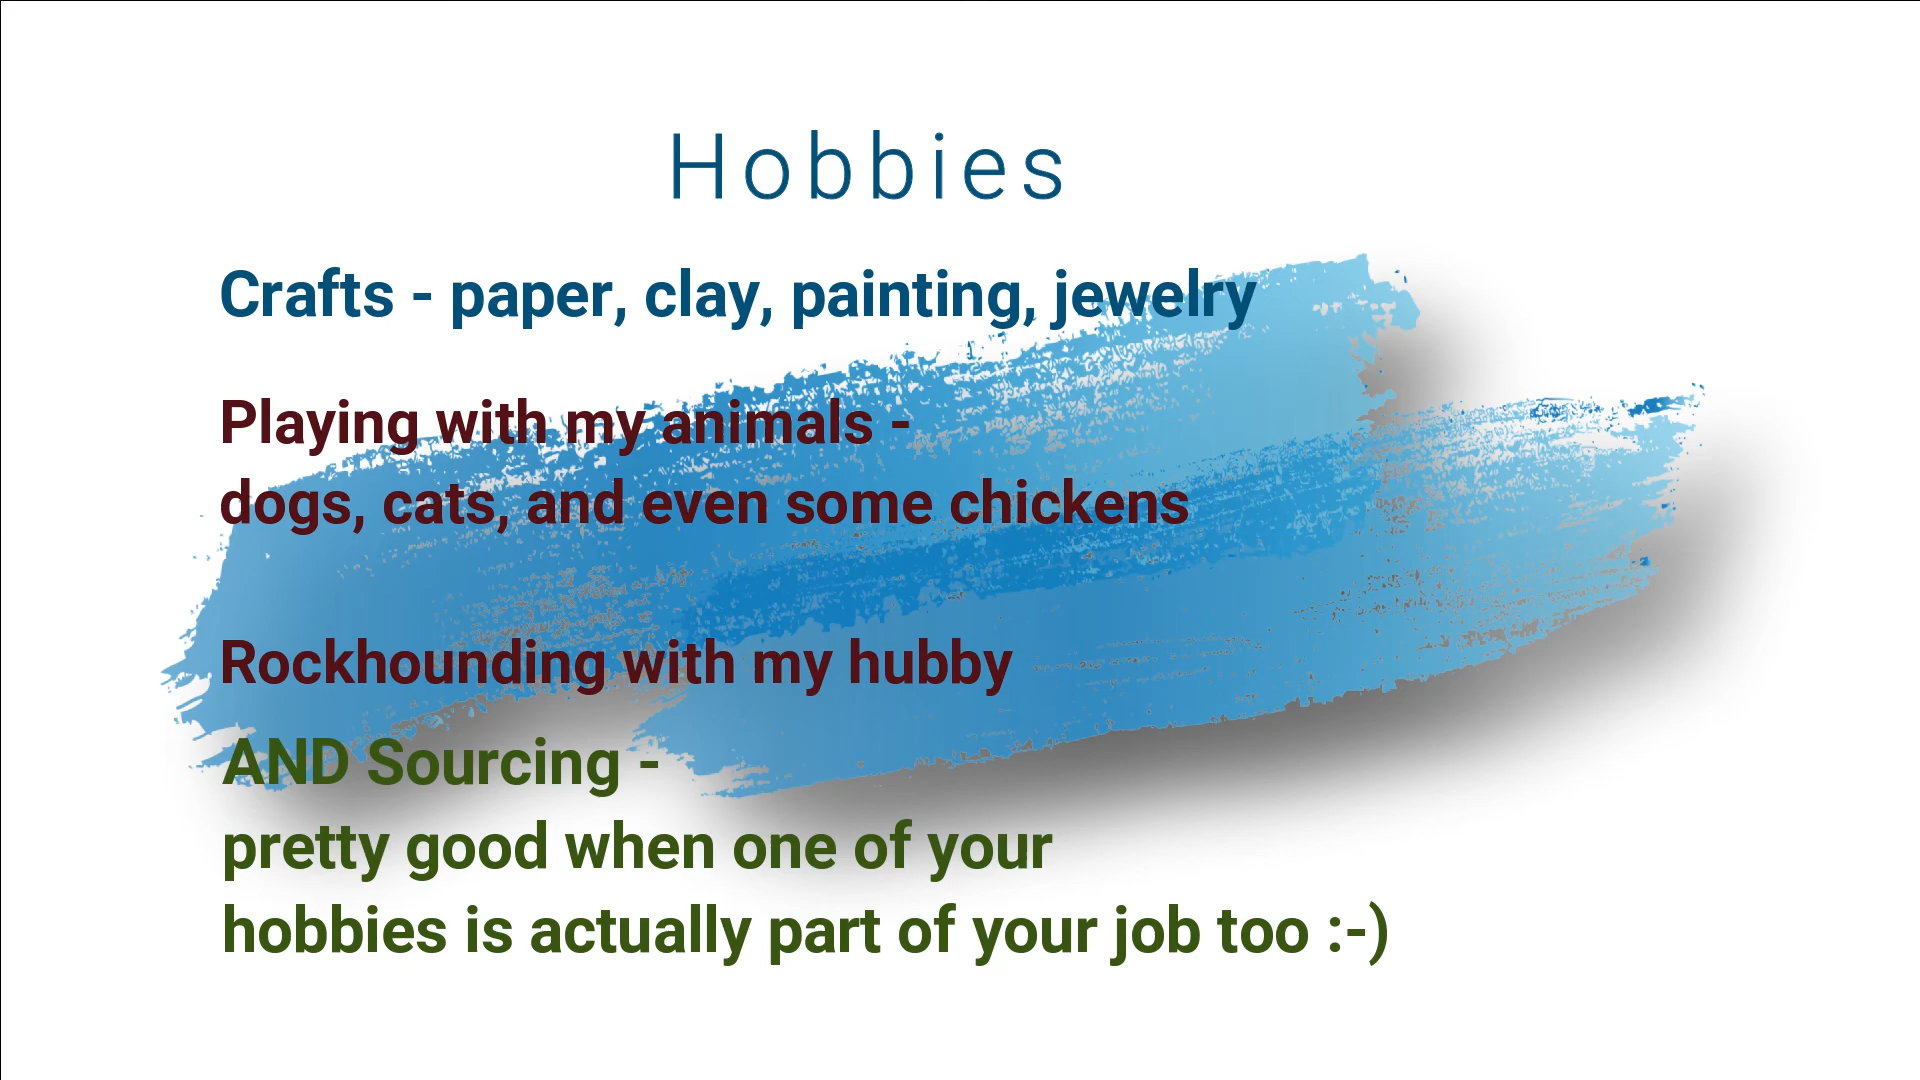 Hobbies
Crafts - paper, clay, painting, jewelry
Playing with my animals -
dogs, cats, and even some chickens
Rockhounding with my hubby
AND Sourcing -
pretty good when one of your
hobbies is actually part of your job too :-)